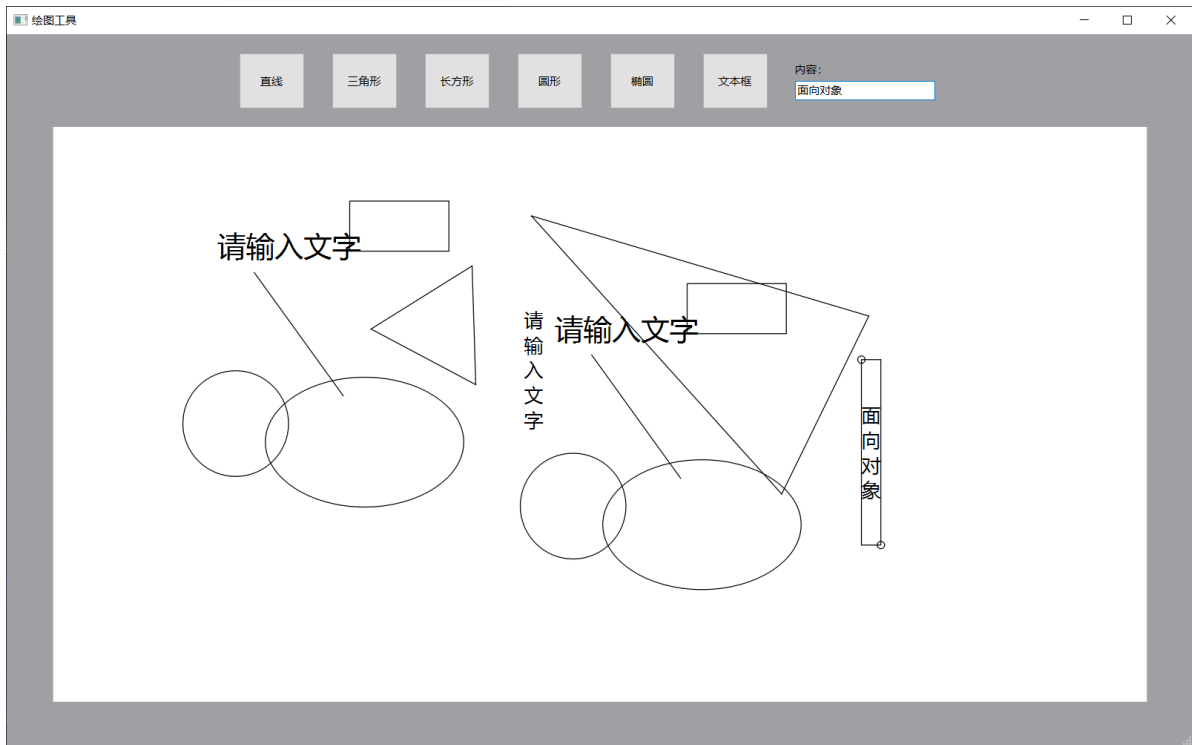 绘图工具
直线
三角形
长方形
圆形
椭圆
文本框
内容：
面向对象
请输入文字
请输入文字
请输入文字
面向对象